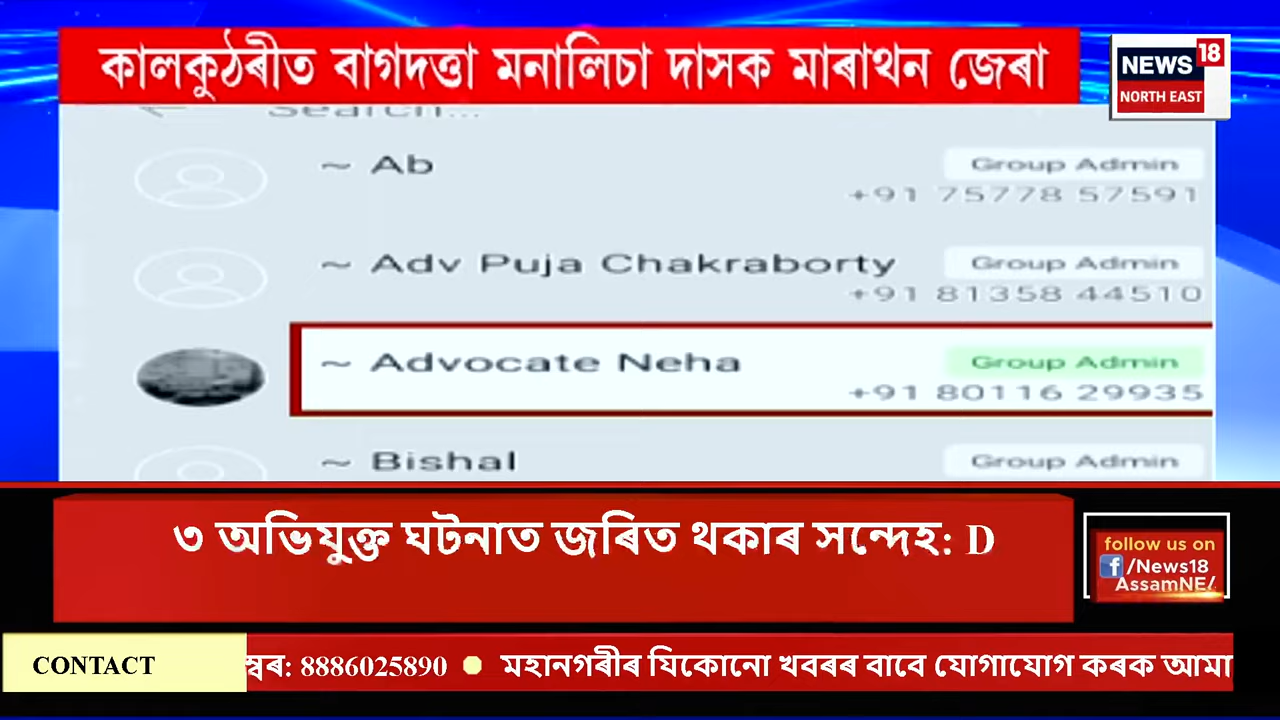 কালকুঠৰীত বাগদত্তা মনালিচা দাসক মাৰাথন জেৰা
NEWS 18
NORTH EAST
Search...
~ Ab
Group Admin
+91 75778 57591
~ Adv Puja Chakraborty
Group Admin
+91 81358 44510
~ Advocate Neha
Group Admin
+91 80116 29935
~ Bishal
Group Admin
৩ অভিযুক্ত ঘটনাত জৰিত থকাৰ সন্দেহ: D
follow us on
f/News18
AssamNE/
CONTACT
ম্বৰ: 8886025890 ● মহানগৰীৰ যিকোনো খবৰৰ বাবে যোগাযোগ কৰক আমা